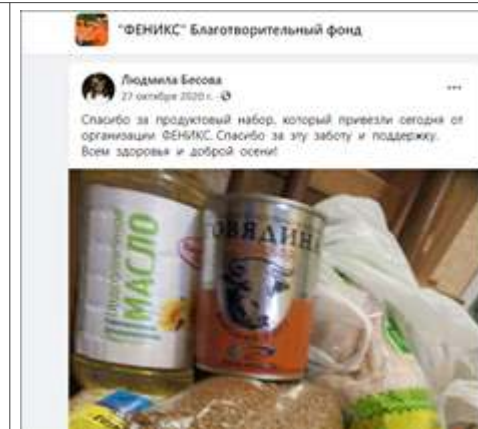 "ФЕНИКС" Благотворительный фонд
Людмила Бесова
27 октября 2020 г. ·
Спасибо за продуктовый набор, который привезли сегодня от
организации ФЕНИКС. Спасибо за эту заботу и поддержку.
Всем здоровья и доброй осени!
МАСЛО
ГОВЯДИНА